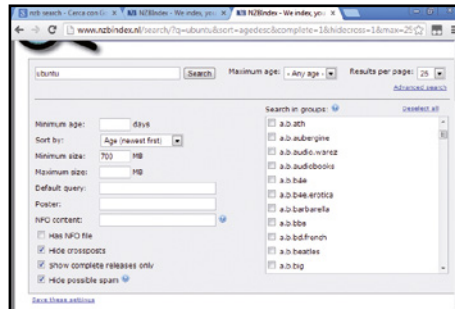 nzb search - Cerca con Go
NZBIndex - We index, you
NZBIndex - We index, you
www.nzbindex.nl/search/?q=ubuntu&sort=agedesc&complete=1&hidecross=1&max=25
ubuntu Search Maximum age: - Any age - Results per page: 25
Advanced search
Search in groups: Deselect all
Minimum age: days
Sort by: Age (newest first)
Minimum size: 700 MB
Maximum size: MB
Default query:
Poster:
NFO content:
Has NFO file
Hide crossposts
Show complete releases only
Hide possible spam
Save these settings
a.b.ath
a.b.aubergine
a.b.audio.warez
a.b.audiobooks
a.b.b4e
a.b.b4e.erotica
a.b.barbarella
a.b.bbs
a.b.bd.french
a.b.beatles
a.b.big